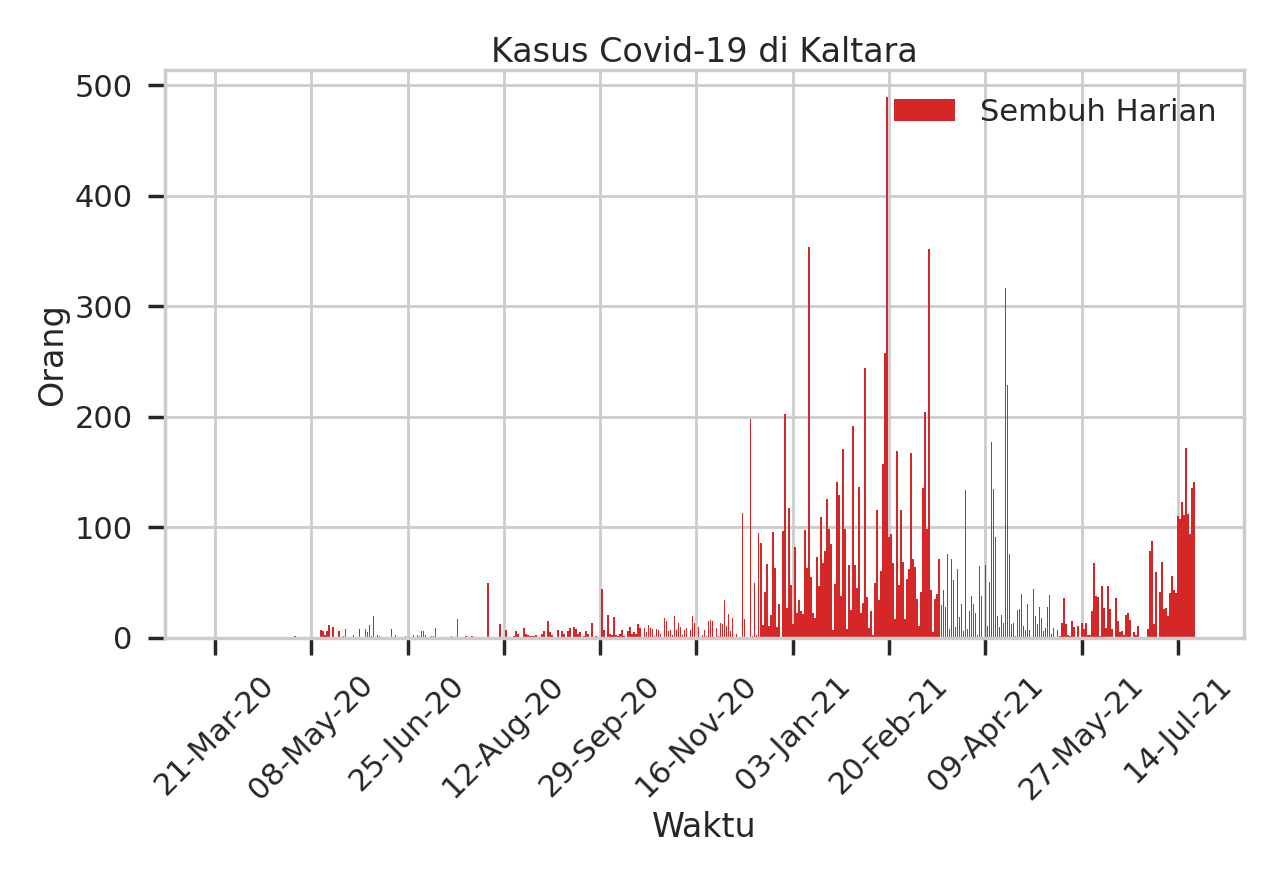 Kasus Covid-19 di Kaltara
Sembuh Harian
Orang
500
400
300
200
100
0
21-Mar-20
08-May-20
25-Jun-20
12-Aug-20
29-Sep-20
16-Nov-20
03-Jan-21
20-Feb-21
09-Apr-21
27-May-21
14-Jul-21
Waktu